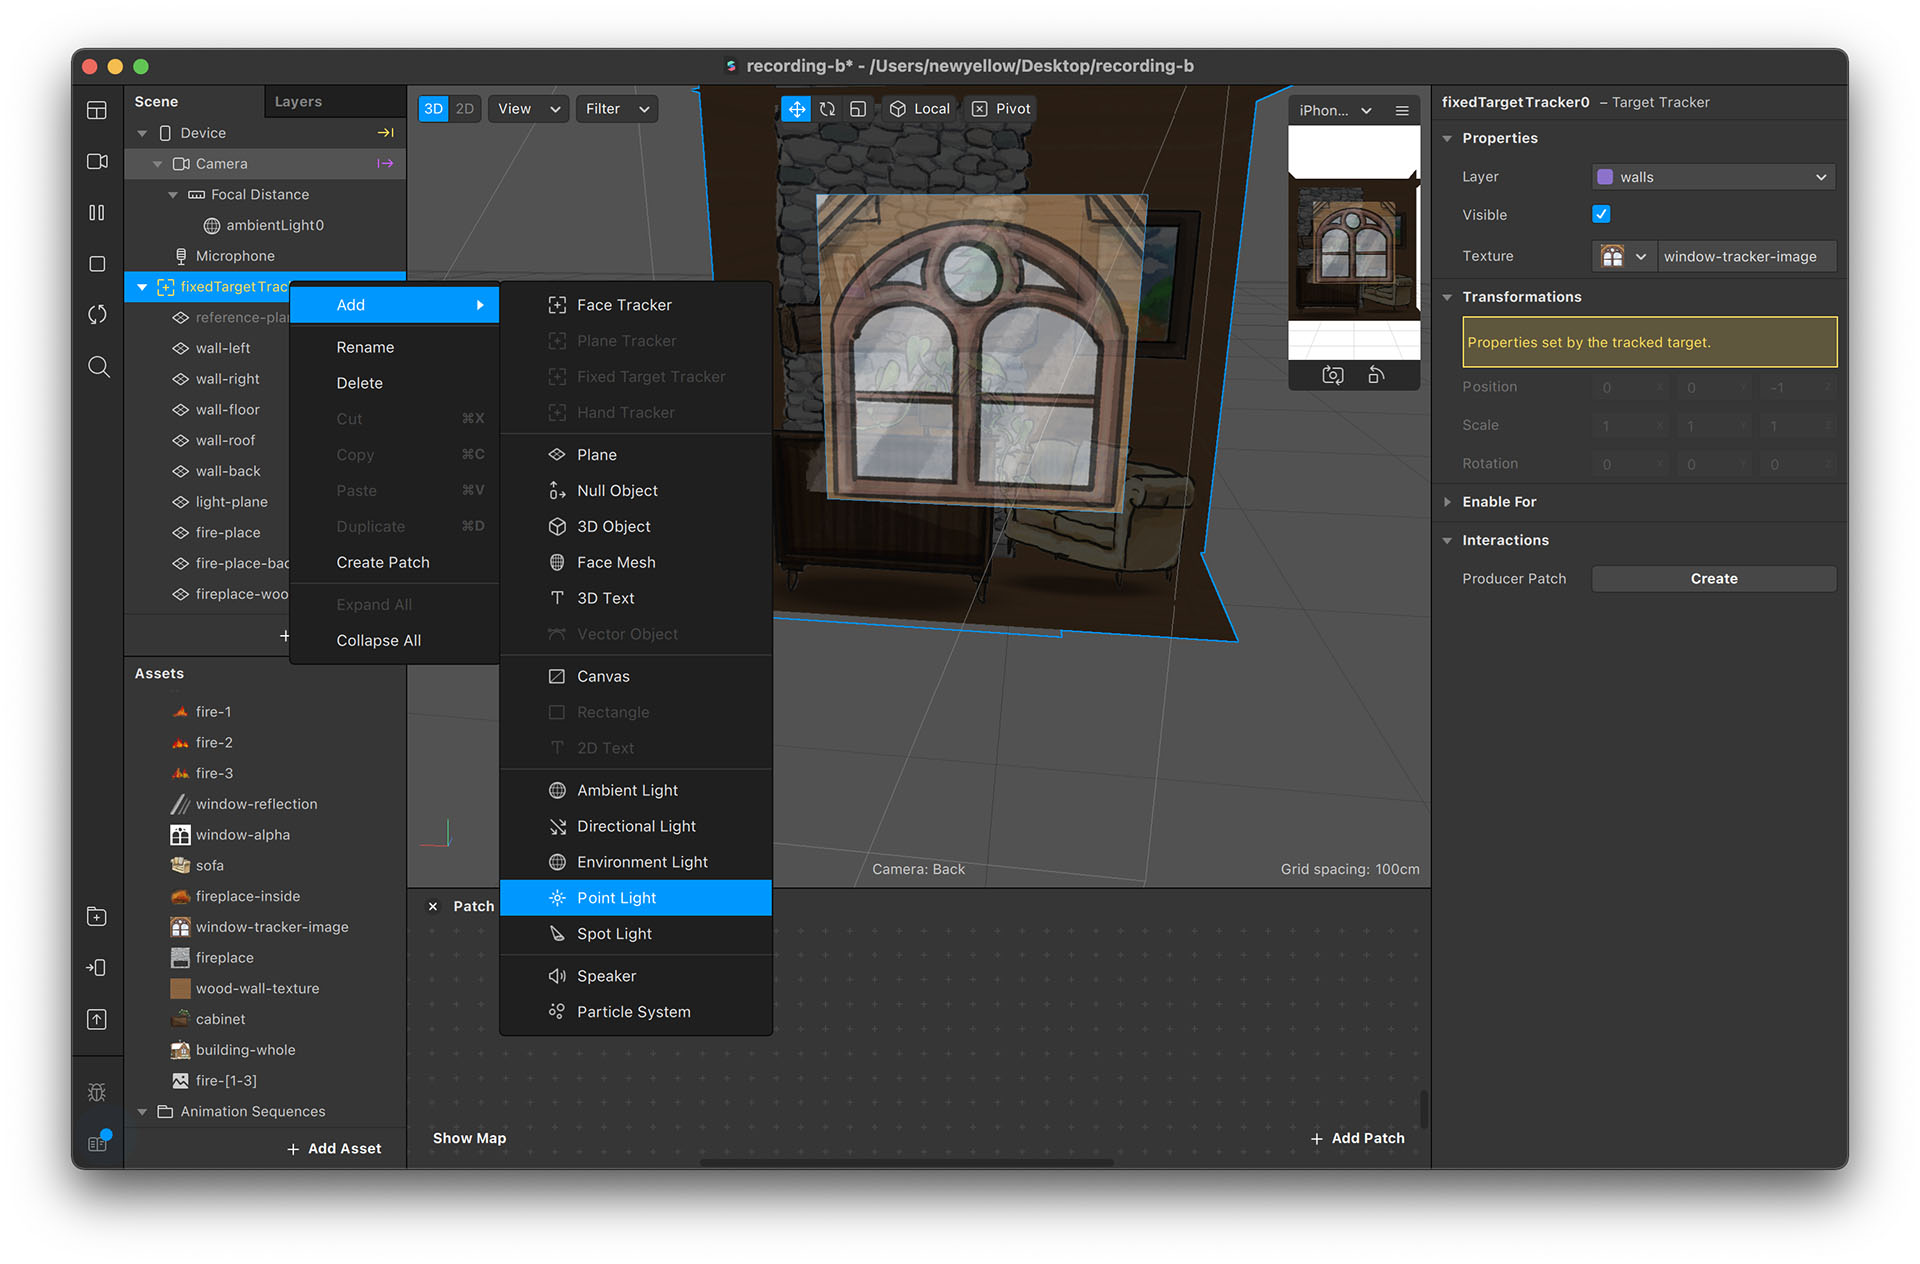 recording-b* - /Users/newyellow/Desktop/recording-b
Scene
Layers
Device
Camera
Focal Distance
ambientLight0
Microphone
fixedTargetTrac
reference-plan
wall-left
wall-right
wall-floor
wall-roof
wall-back
light-plane
fire-place
fire-place-bac
fireplace-woo
+
Add
Rename
Delete
Cut ⌘X
Copy ⌘C
Paste ⌘V
Duplicate ⌘D
Create Patch
Expand All
Collapse All
Face Tracker
Plane Tracker
Fixed Target Tracker
Hand Tracker
Plane
Null Object
3D Object
Face Mesh
3D Text
Vector Object
Canvas
Rectangle
2D Text
Ambient Light
Directional Light
Environment Light
Point Light
Spot Light
Speaker
Particle System
3D 2D View Filter
Local Pivot
iPhon...
Camera: Back
Grid spacing: 100cm
Assets
fire-1
fire-2
fire-3
window-reflection
window-alpha
sofa
fireplace-inside
window-tracker-image
fireplace
wood-wall-texture
cabinet
building-whole
fire-[1-3]
Animation Sequences
+ Add Asset
Patch
Show Map
+ Add Patch
fixedTargetTracker0 – Target Tracker
Properties
Layer walls
Visible
Texture window-tracker-image
Transformations
Properties set by the tracked target.
Position 0 X 0 Y -1 Z
Scale 1 X 1 Y 1 Z
Rotation 0 X 0 Y 0 Z
Enable For
Interactions
Producer Patch Create